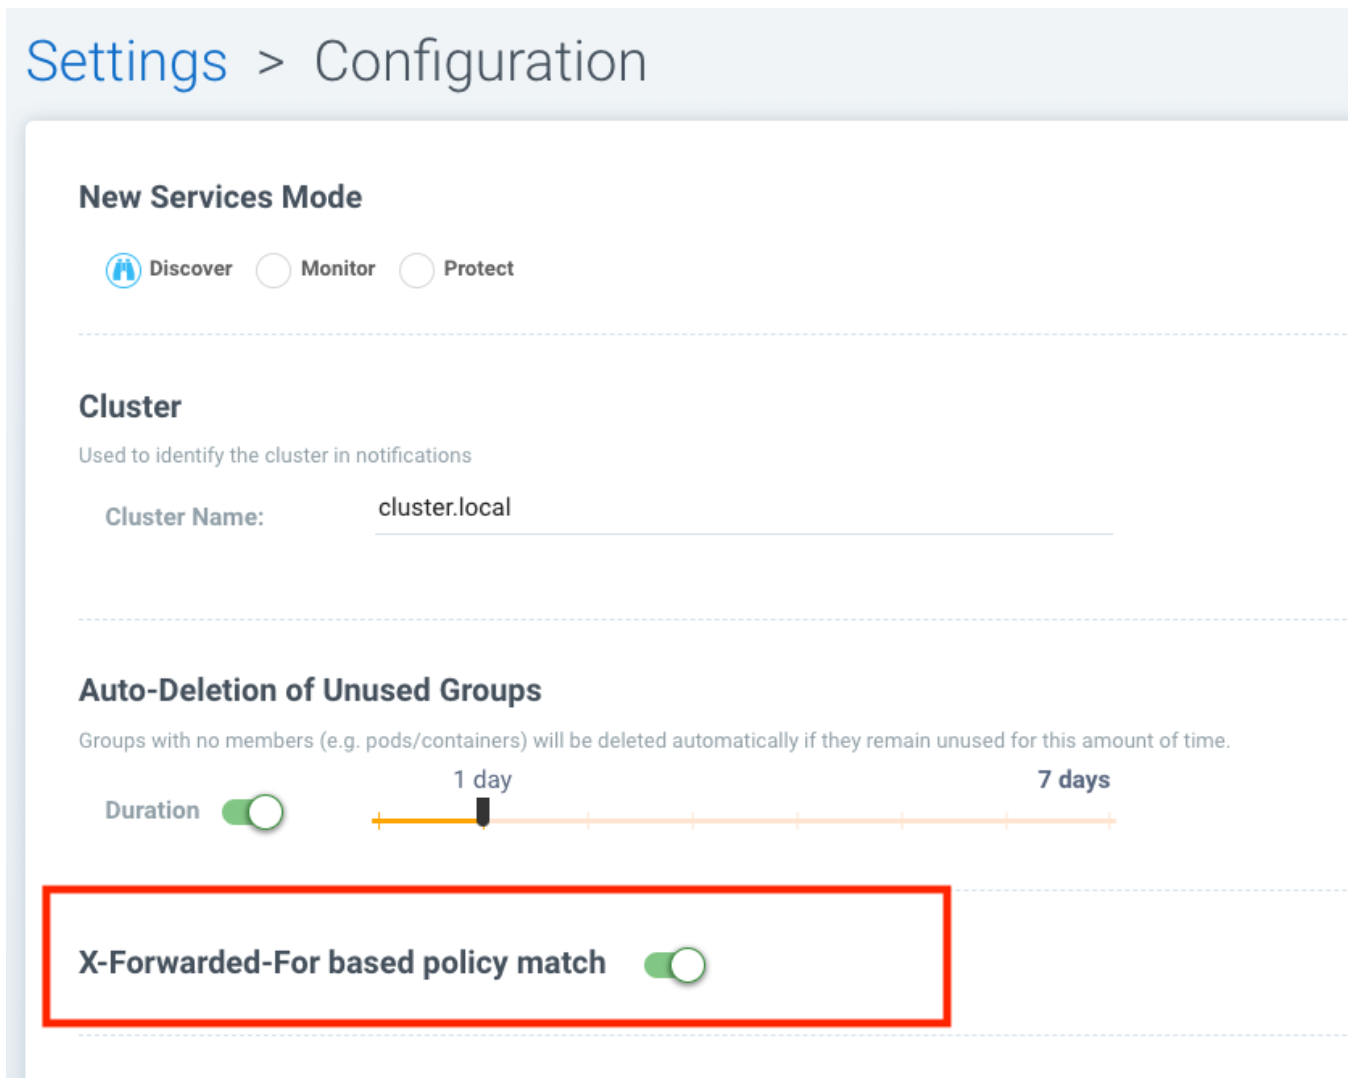 Settings > Configuration
New Services Mode
Discover Monitor Protect
Cluster
Used to identify the cluster in notifications
Cluster Name: cluster.local
Auto-Deletion of Unused Groups
Groups with no members (e.g. pods/containers) will be deleted automatically if they remain unused for this amount of time.
1 day 7 days
Duration
X-Forwarded-For based policy match